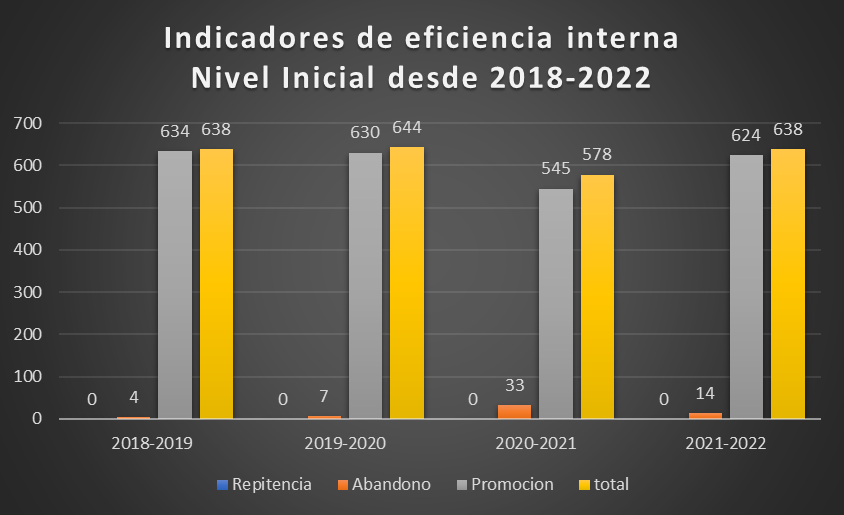 Indicadores de eficiencia interna
Nivel Inicial desde 2018-2022
700
600
500
400
300
200
100
0
0 4 634 638
0 7 630 644
0 33 545 578
0 14 624 638
2018-2019 2019-2020 2020-2021 2021-2022
Repitencia Abandono Promocion total